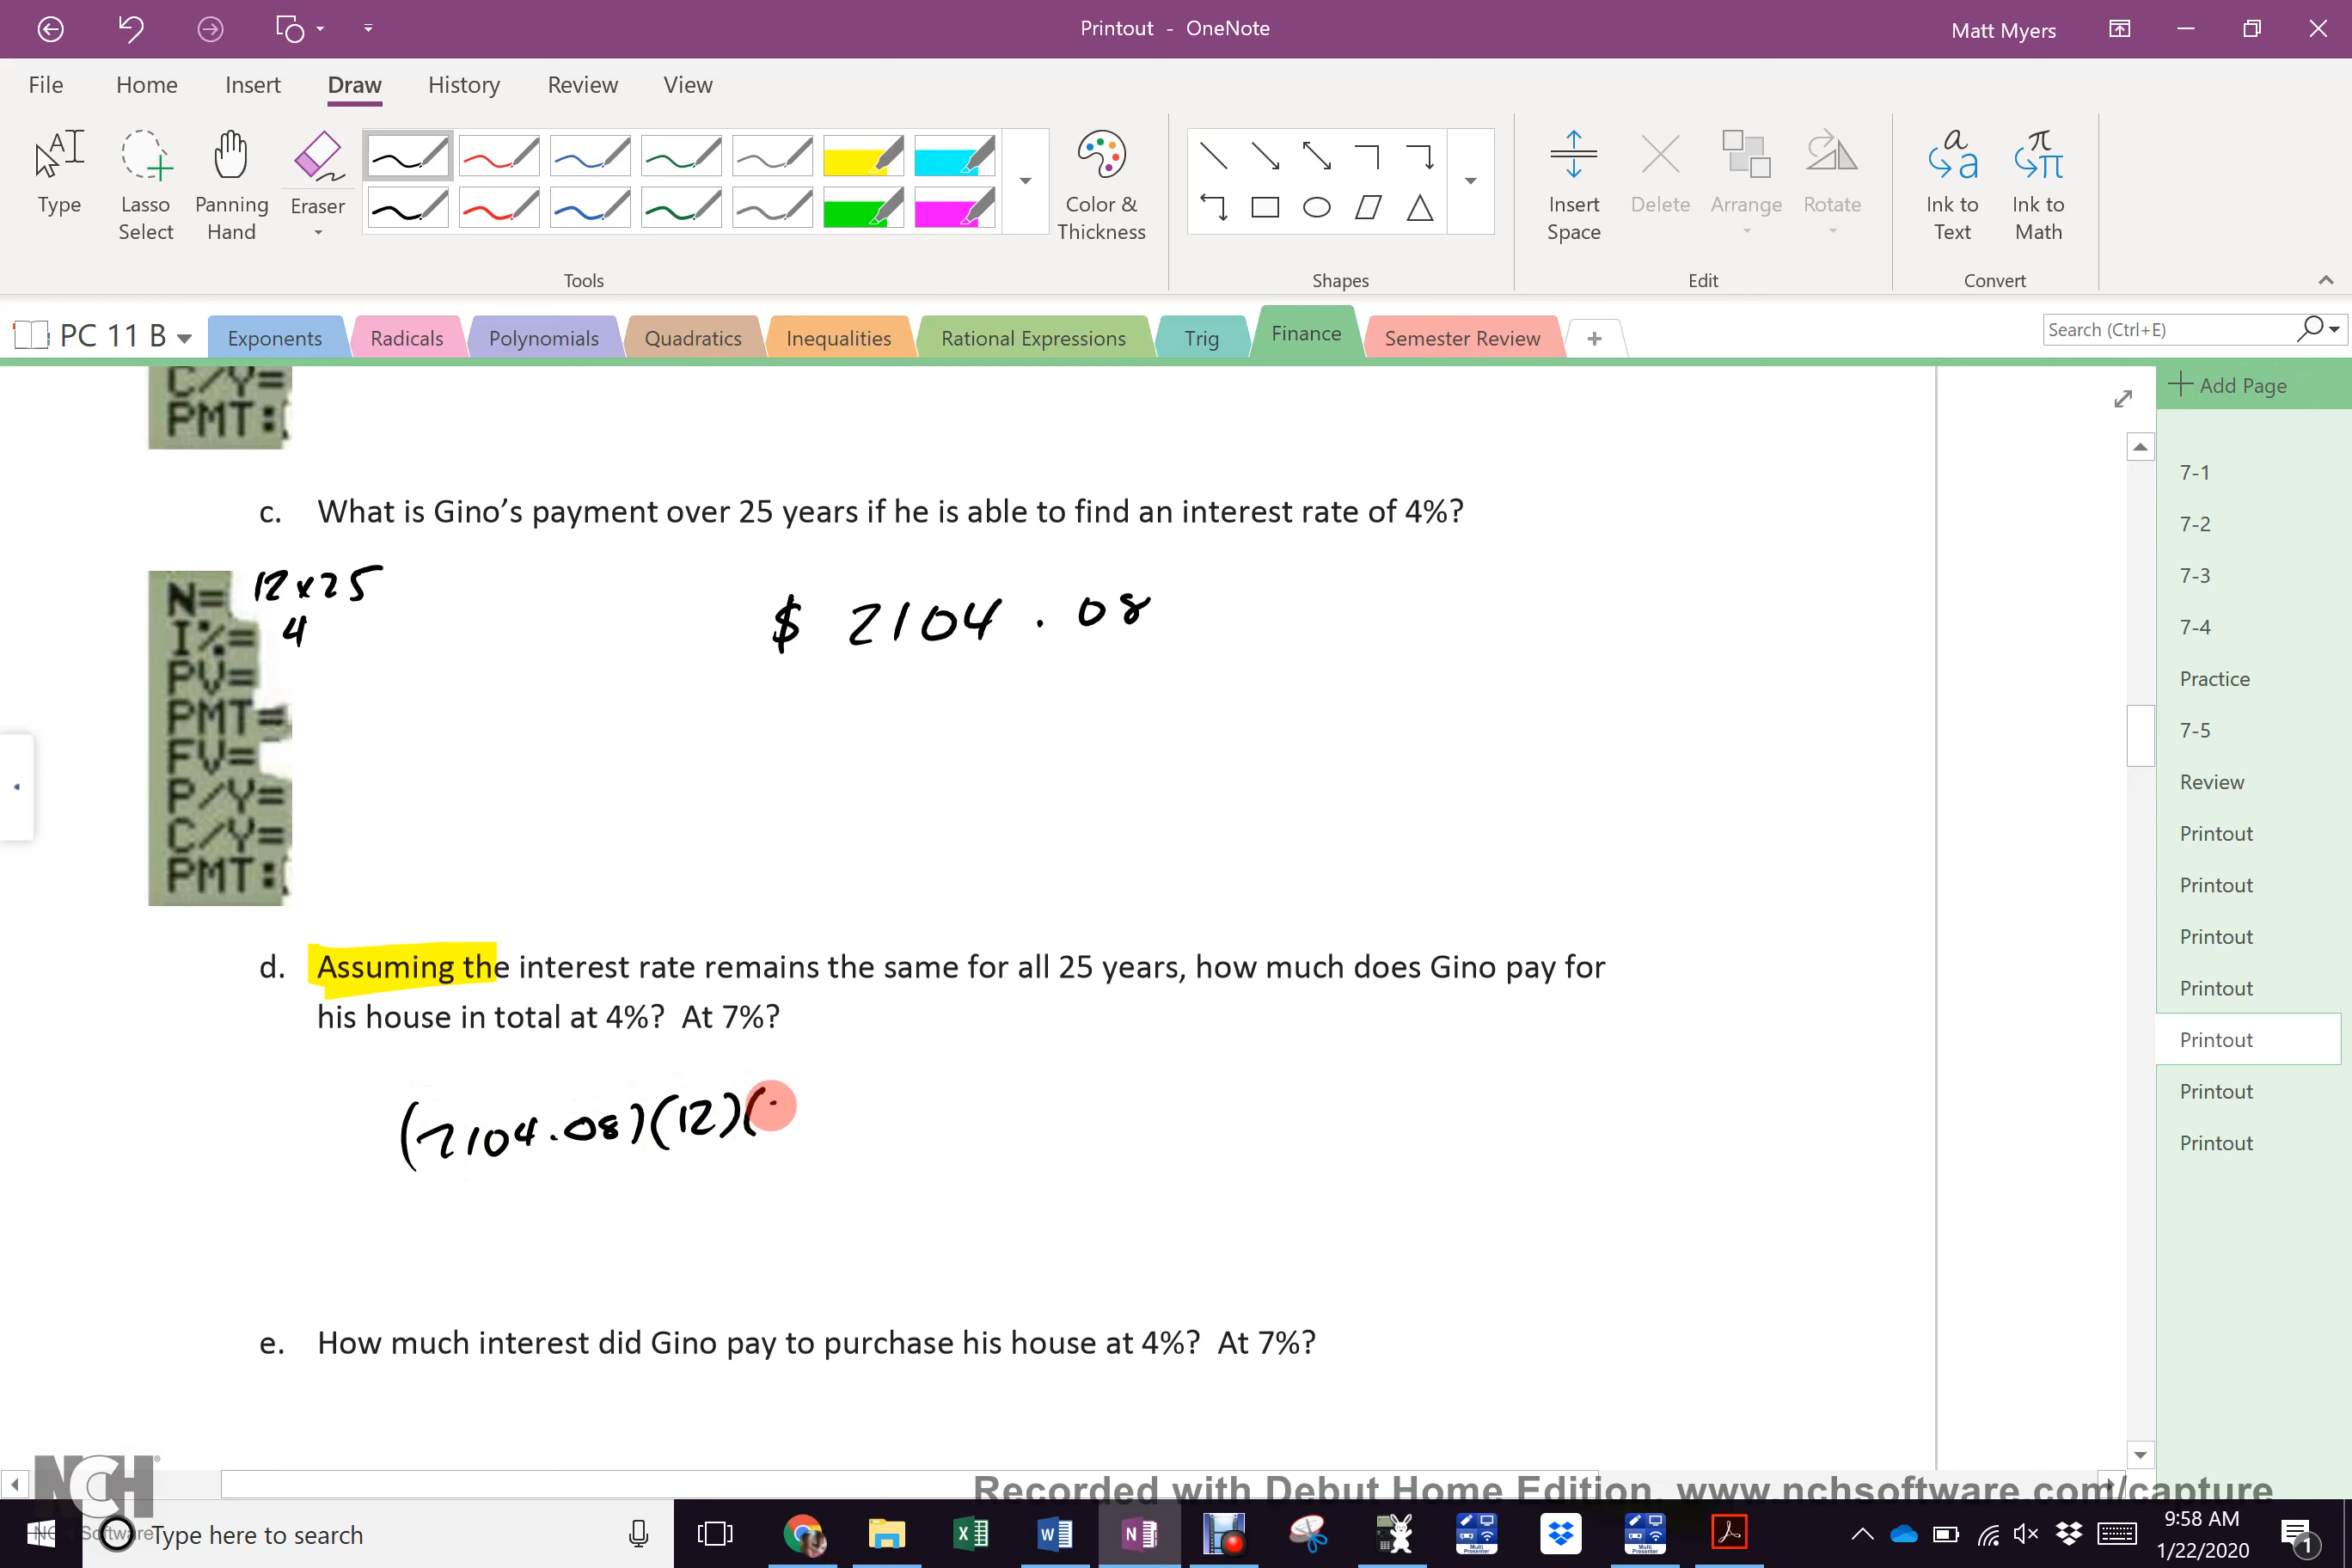 Printout - OneNote
Matt Myers
File Home Insert Draw History Review View
Type
Lasso Select
Panning Hand
Eraser
Color & Thickness
Insert Space
Delete
Arrange
Rotate
Ink to Text
Ink to Math
Tools
Shapes
Edit
Convert
PC 11 B
Exponents Radicals Polynomials Quadratics Inequalities Rational Expressions Trig Finance Semester Review +
Search (Ctrl+E)
Add Page
7-1
7-2
7-3
7-4
Practice
7-5
Review
Printout
Printout
Printout
Printout
Printout
Printout
Printout
C/Y=
PMT:
c. What is Gino's payment over 25 years if he is able to find an interest rate of 4%?
N= 12x25
I%= 4
PV=
PMT=
FV=
P/Y=
C/Y=
PMT:
$ 2104.08
d. Assuming the interest rate remains the same for all 25 years, how much does Gino pay for
his house in total at 4%? At 7%?
(2104.08)(12)(
e. How much interest did Gino pay to purchase his house at 4%? At 7%?
NCH
NCH Software
Recorded with Debut Home Edition. www.nchsoftware.com/capture
Type here to search
9:58 AM
1/22/2020
1